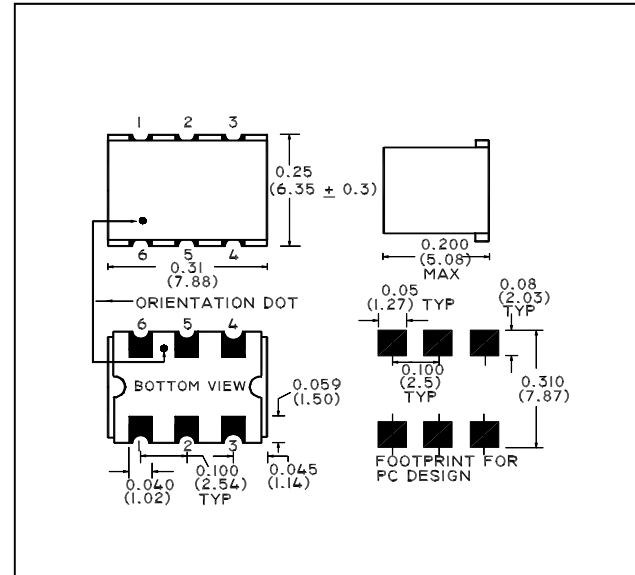 1 2 3
0.25
(6.35 ± 0.3)
6 5 4
0.31
(7.88)
0.200
(5.08)
MAX
ORIENTATION DOT
0.05
(1.27) TYP
0.08
(2.03)
TYP
6 5 4
BOTTOM VIEW
0.059
(1.50)
1 2 3
0.040
(1.02)
0.100
(2.54)
TYP
0.045
(1.14)
0.100
(2.5)
TYP
0.310
(7.87)
FOOTPRINT FOR
PC DESIGN